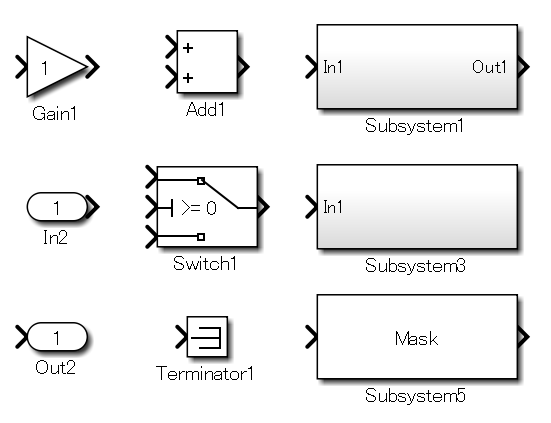 1
Gain1
+
+
Add1
In1 Out1
Subsystem1
1
In2
>= 0
Switch1
In1
Subsystem3
1
Out2
Terminator1
Mask
Subsystem5